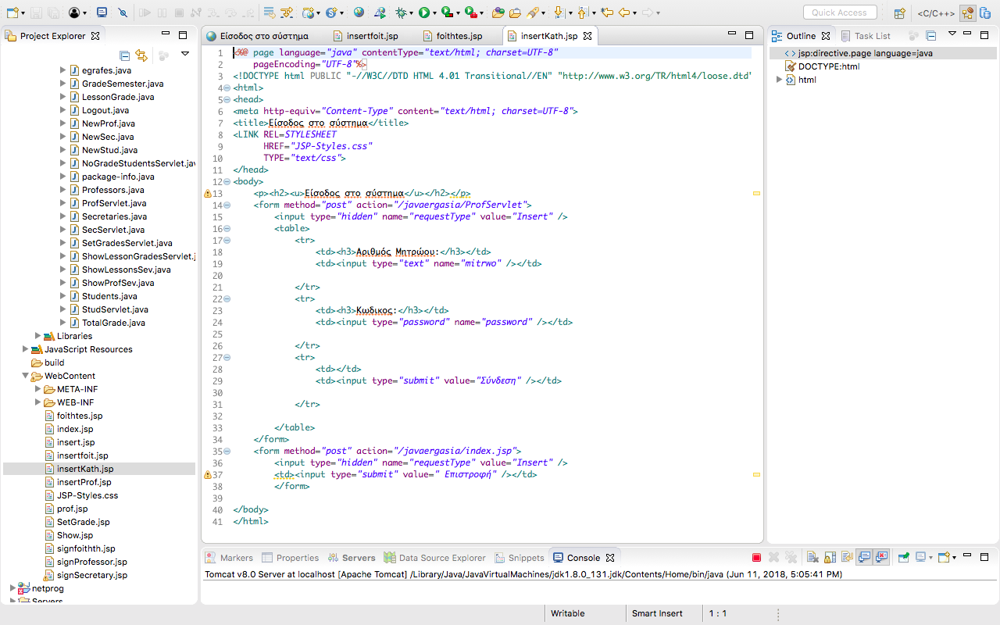 Quick Access
<C/C++>
Project Explorer
egrafes.java
GradeSemester.java
LessonGrade.java
Logout.java
NewProf.java
NewSec.java
NewStud.java
NoGradeStudentsServlet.jav
package-info.java
Professors.java
ProfServlet.java
Secretaries.java
SecServlet.java
SetGradesServlet.java
ShowLessonGradesServlet.j
ShowLessonsSev.java
ShowProfSev.java
Students.java
StudServlet.java
TotalGrade.java
Libraries
JavaScript Resources
build
WebContent
META-INF
WEB-INF
foithtes.jsp
index.jsp
insert.jsp
insertfoit.jsp
insertKath.jsp
insertProf.jsp
JSP-Styles.css
prof.jsp
SetGrade.jsp
Show.jsp
signfoithth.jsp
signProfessor.jsp
signSecretary.jsp
netprog
Servers
Είσοδος στο σύστημα insertfoit.jsp foithtes.jsp insertKath.jsp
1 <%@ page language="java" contentType="text/html; charset=UTF-8"
2 pageEncoding="UTF-8"%>
3 <!DOCTYPE html PUBLIC "-//W3C//DTD HTML 4.01 Transitional//EN" "http://www.w3.org/TR/html4/loose.dtd"
4 <html>
5 <head>
6 <meta http-equiv="Content-Type" content="text/html; charset=UTF-8">
7 <title>Είσοδος στο σύστημα</title>
8 <LINK REL=STYLESHEET
9 HREF="JSP-Styles.css"
10 TYPE="text/css">
11 </head>
12 <body>
13 <p><h2><u>Είσοδος στο σύστημα</u></h2></p>
14 <form method="post" action="/javaergasia/ProfServlet">
15 <input type="hidden" name="requestType" value="Insert" />
16 <table>
17 <tr>
18 <td><h3>Αριθμός Μητρώου:</h3></td>
19 <td><input type="text" name="mitrwo" /></td>
20
21 </tr>
22 <tr>
23 <td><h3>Κωδικος:</h3></td>
24 <td><input type="password" name="password" /></td>
25
26 </tr>
27 <tr>
28 <td></td>
29 <td><input type="submit" value="Σύνδεση" /></td>
30
31 </tr>
32
33 </table>
34 </form>
35 <form method="post" action="/javaergasia/index.jsp">
36 <input type="hidden" name="requestType" value="Insert" />
37 <td><input type="submit" value=" Επιστροφή" /></td>
38 </form>
39
40 </body>
41 </html>
Outline Task List
jsp:directive.page language=java
DOCTYPE:html
html
Markers Properties Servers Data Source Explorer Snippets Console
Tomcat v8.0 Server at localhost [Apache Tomcat] /Library/Java/JavaVirtualMachines/jdk1.8.0_131.jdk/Contents/Home/bin/java (Jun 11, 2018, 5:05:41 PM)
Writable Smart Insert 1 : 1